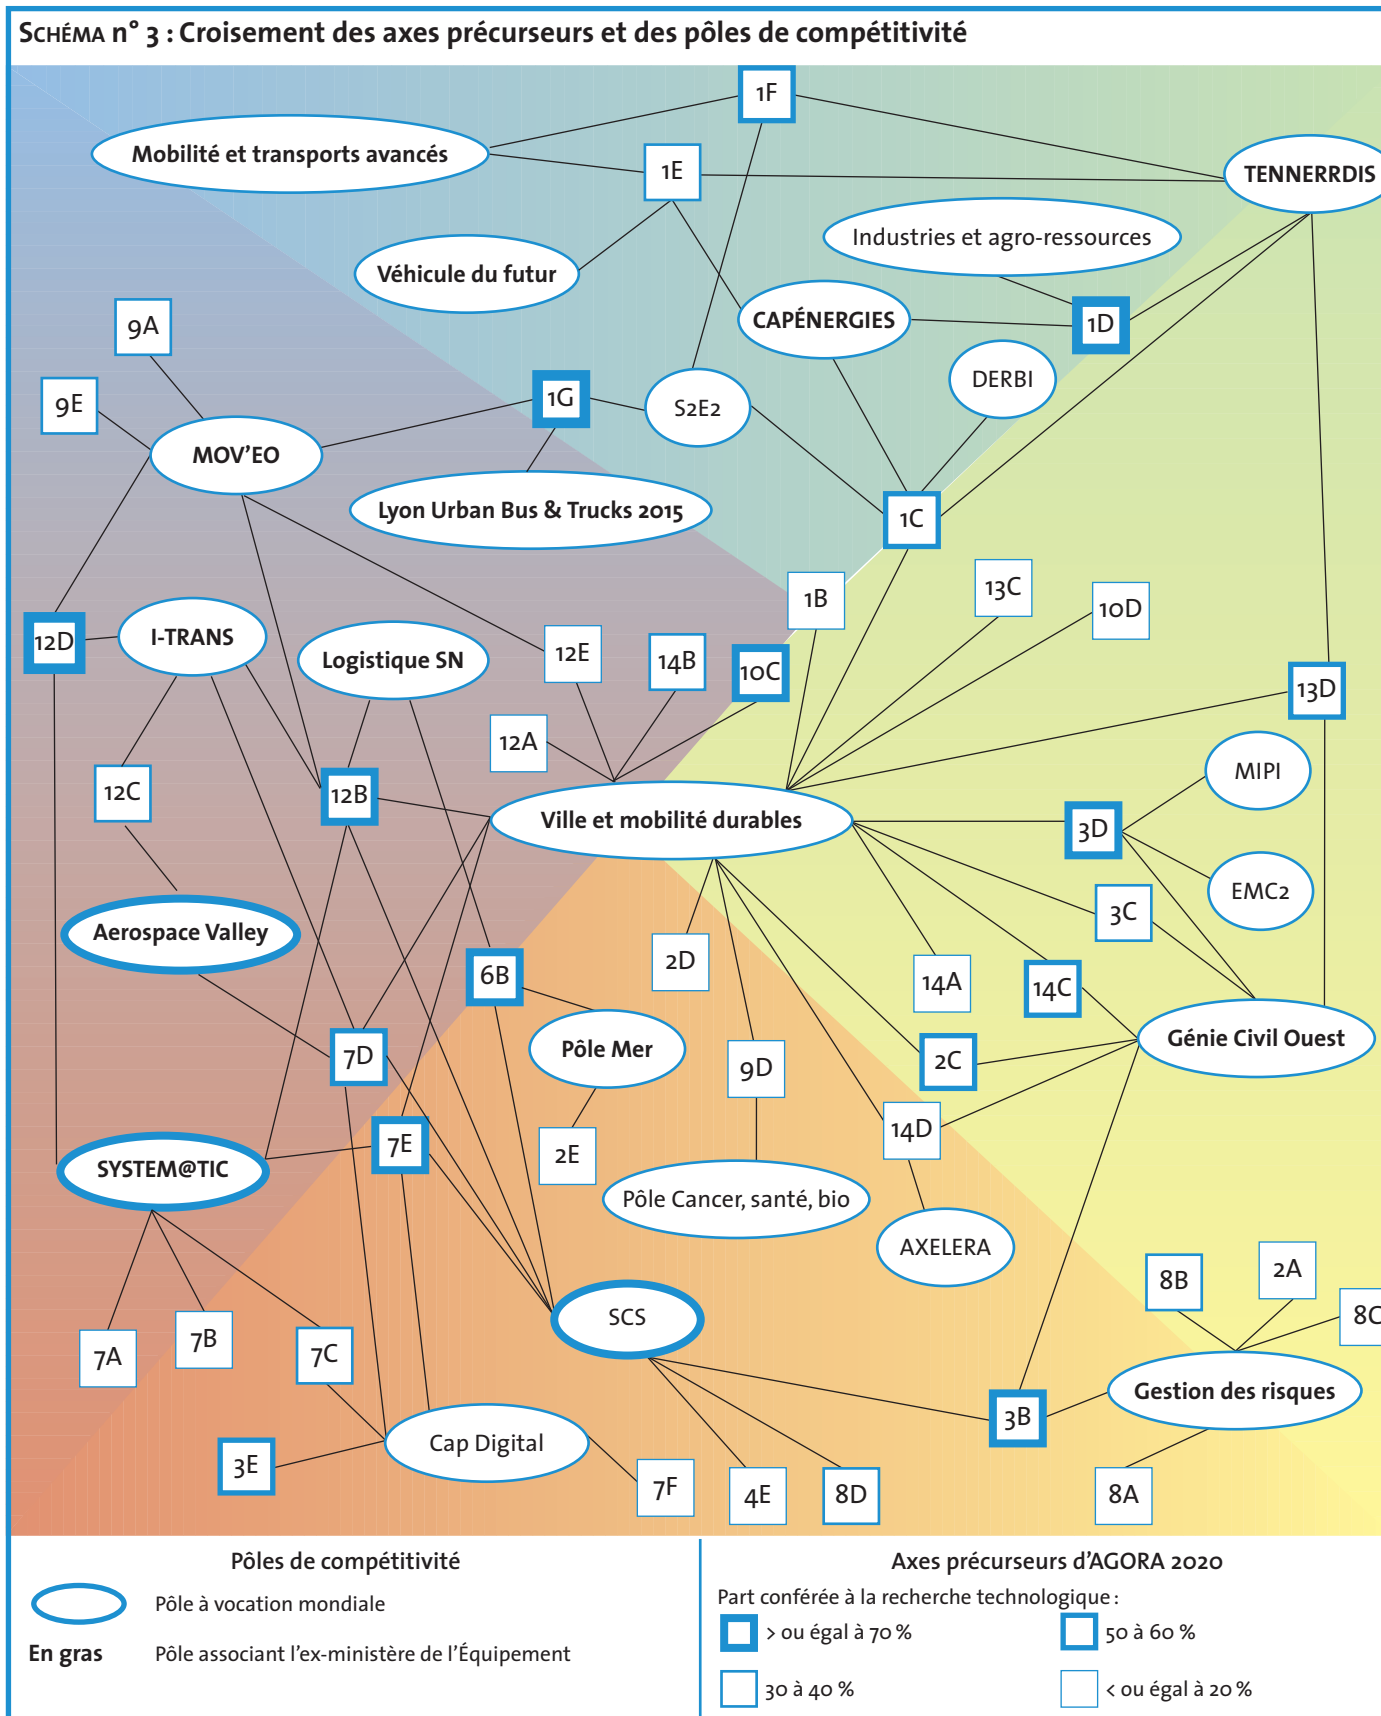 SCHÉMA n° 3 : Croisement des axes précurseurs et des pôles de compétitivité
1F
Mobilité et transports avancés
1E
TENNERRDIS
Industries et agro-ressources
Véhicule du futur
CAPÉNERGIES
1D
9A
DERBI
9E
1G
S2E2
MOV'EO
Lyon Urban Bus & Trucks 2015
1C
1B
13C
10D
12D
I-TRANS
Logistique SN
12E
14B
10C
13D
12A
MIPI
12C
12B
Ville et mobilité durables
3D
EMC2
3C
Aerospace Valley
6B
2D
14A
14C
Génie Civil Ouest
7D
Pôle Mer
9D
2C
14D
7E
2E
SYSTEM@TIC
Pôle Cancer, santé, bio
AXELERA
8B
2A
8C
SCS
7A
7B
7C
Gestion des risques
3B
Cap Digital
3E
7F
4E
8D
8A
Pôles de compétitivité
Pôle à vocation mondiale
En gras Pôle associant l'ex-ministère de l'Équipement
Axes précurseurs d'AGORA 2020
Part conférée à la recherche technologique :
> ou égal à 70 %
50 à 60 %
30 à 40 %
< ou égal à 20 %